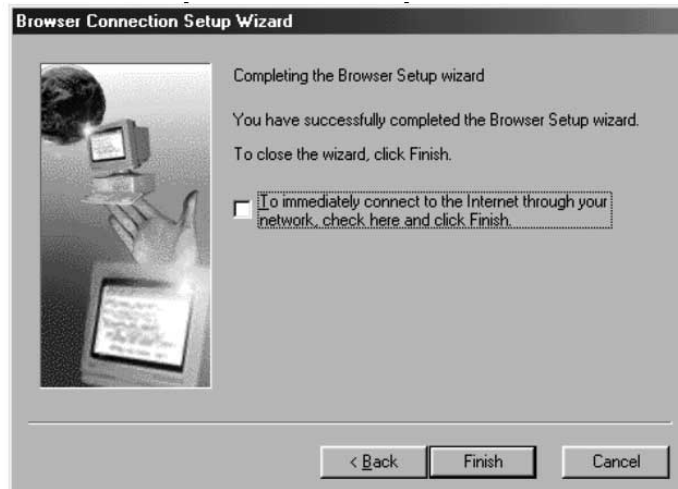 Browser Connection Setup Wizard
Completing the Browser Setup wizard
You have successfully completed the Browser Setup wizard.
To close the wizard, click Finish.
To immediately connect to the Internet through your
network, check here and click Finish.
< Back
Finish
Cancel